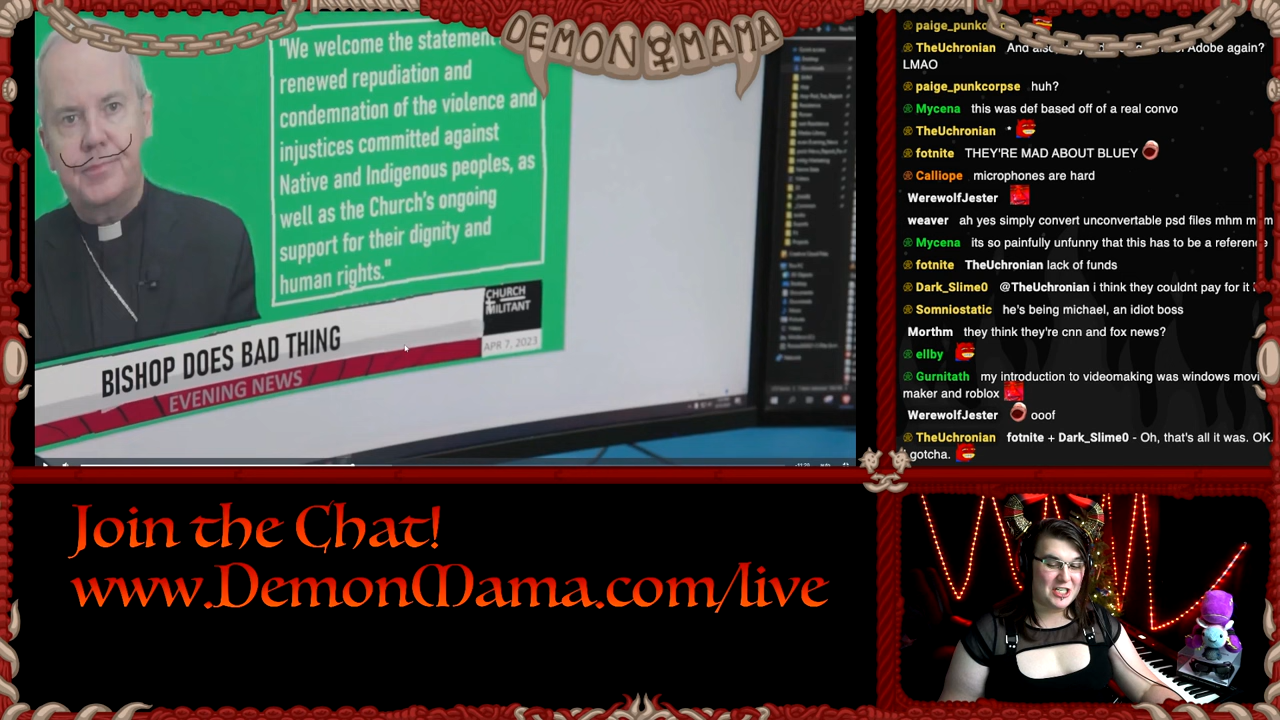 DEMON MAMA
"We welcome the statement
renewed repudiation and
condemnation of the violence and
injustices committed against
Native and Indigenous peoples, as
well as the Church's ongoing
support for their dignity and
human rights."
CHURCH
MILITANT
APR 7, 2023
BISHOP DOES BAD THING
EVENING NEWS
TheUchronian And also Adobe again?
LMAO
paige_punkcorpse huh?
Mycena this was def based off of a real convo
TheUchronian
fotnite THEY'RE MAD ABOUT BLUEY
Calliope microphones are hard
WerewolfJester
weaver ah yes simply convert unconvertable psd files mhm
Mycena its so painfully unfunny that this has to be a reference
fotnite TheUchronian lack of funds
Dark_Slime0 @TheUchronian i think they couldnt pay for it
Somniostatic he's being michael, an idiot boss
Morthm they think they're cnn and fox news?
ellby
Gurnitath my introduction to videomaking was windows movi
maker and roblox
WerewolfJester ooof
TheUchronian fotnite + Dark_Slime0 - Oh, that's all it was. OK.
gotcha.
Join the Chat!
www.DemonMama.com/live